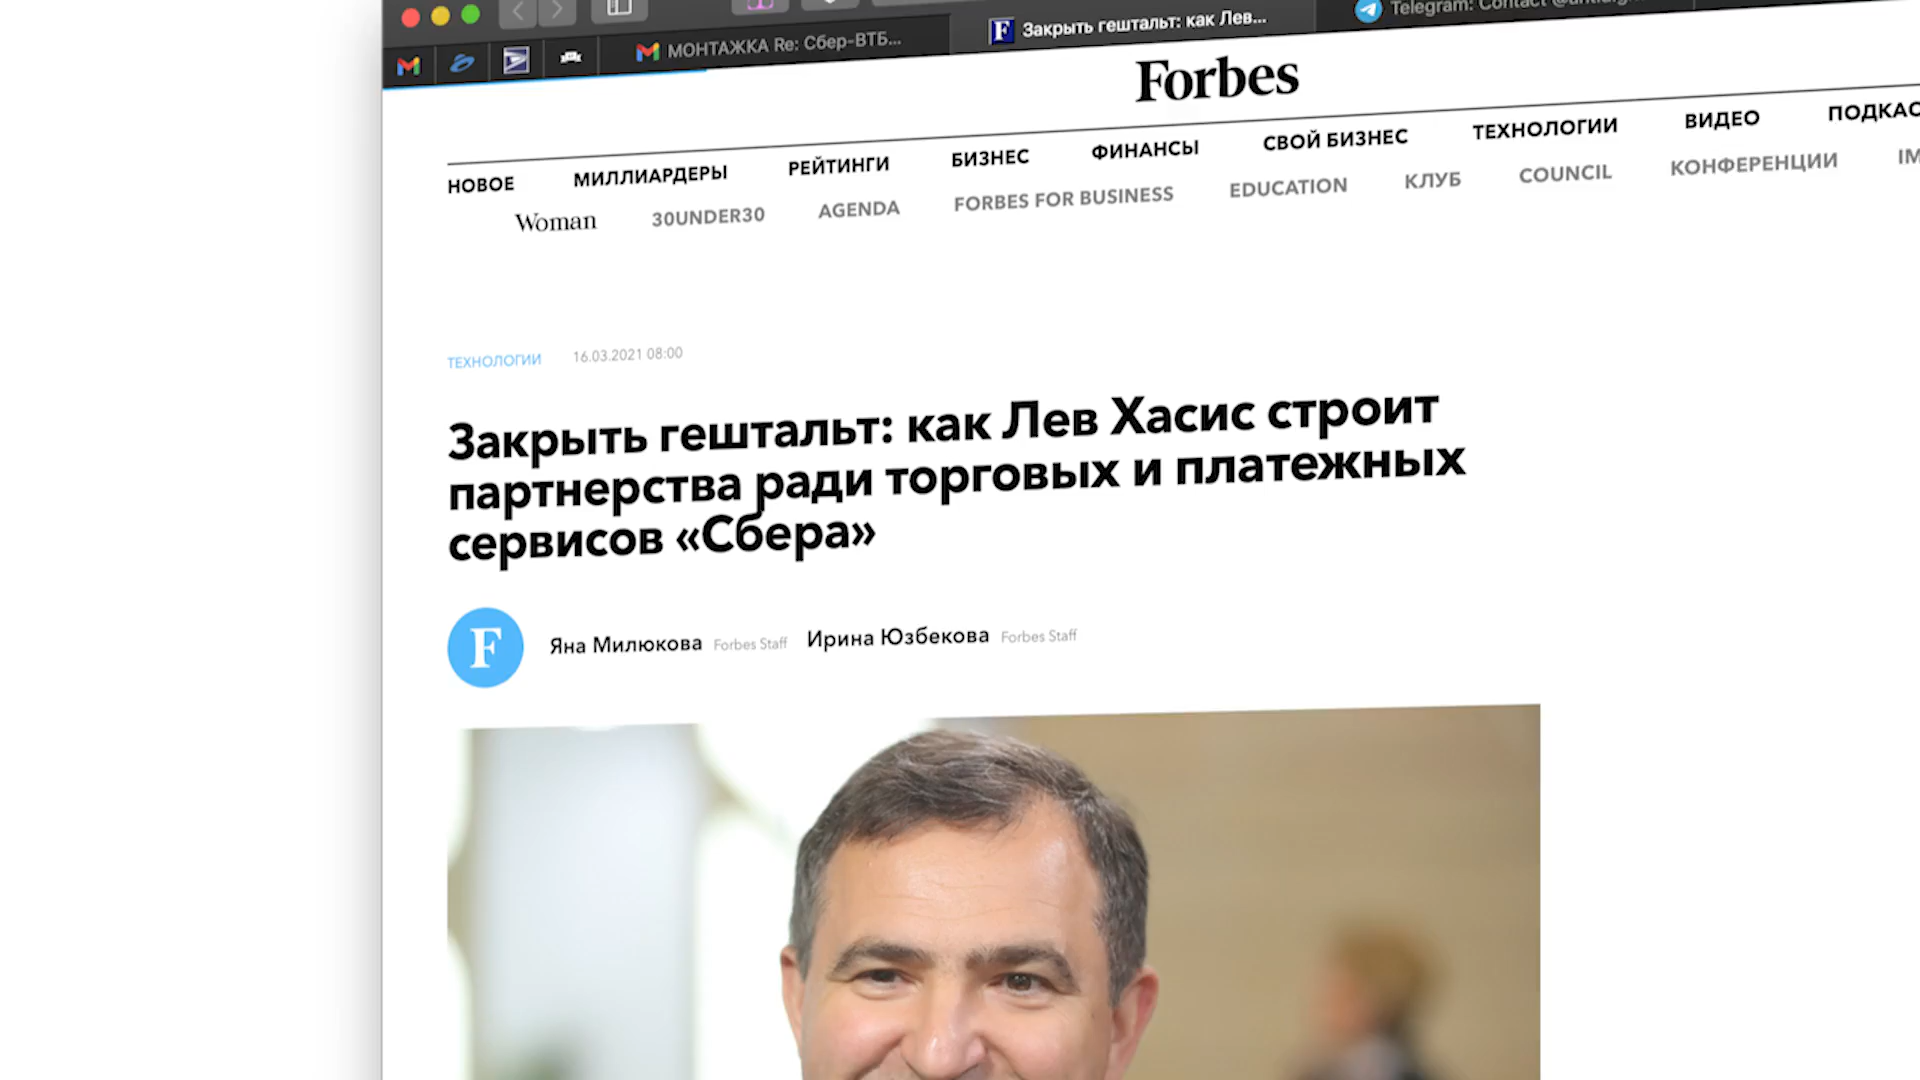 МОНТАЖКА Re: Сбер-ВТБ...
Закрыть гештальт: как Лев...
Telegram: Contact
Forbes
НОВОЕ МИЛЛИАРДЕРЫ РЕЙТИНГИ БИЗНЕС ФИНАНСЫ СВОЙ БИЗНЕС ТЕХНОЛОГИИ ВИДЕО ПОДКАС
Woman 30UNDER30 AGENDA FORBES FOR BUSINESS EDUCATION КЛУБ COUNCIL КОНФЕРЕНЦИИ
ТЕХНОЛОГИИ 16.03.2021 08:00
Закрыть гештальт: как Лев Хасис строит
партнерства ради торговых и платежных
сервисов «Сбера»
F
Яна Милюкова Forbes Staff Ирина Юзбекова Forbes Staff